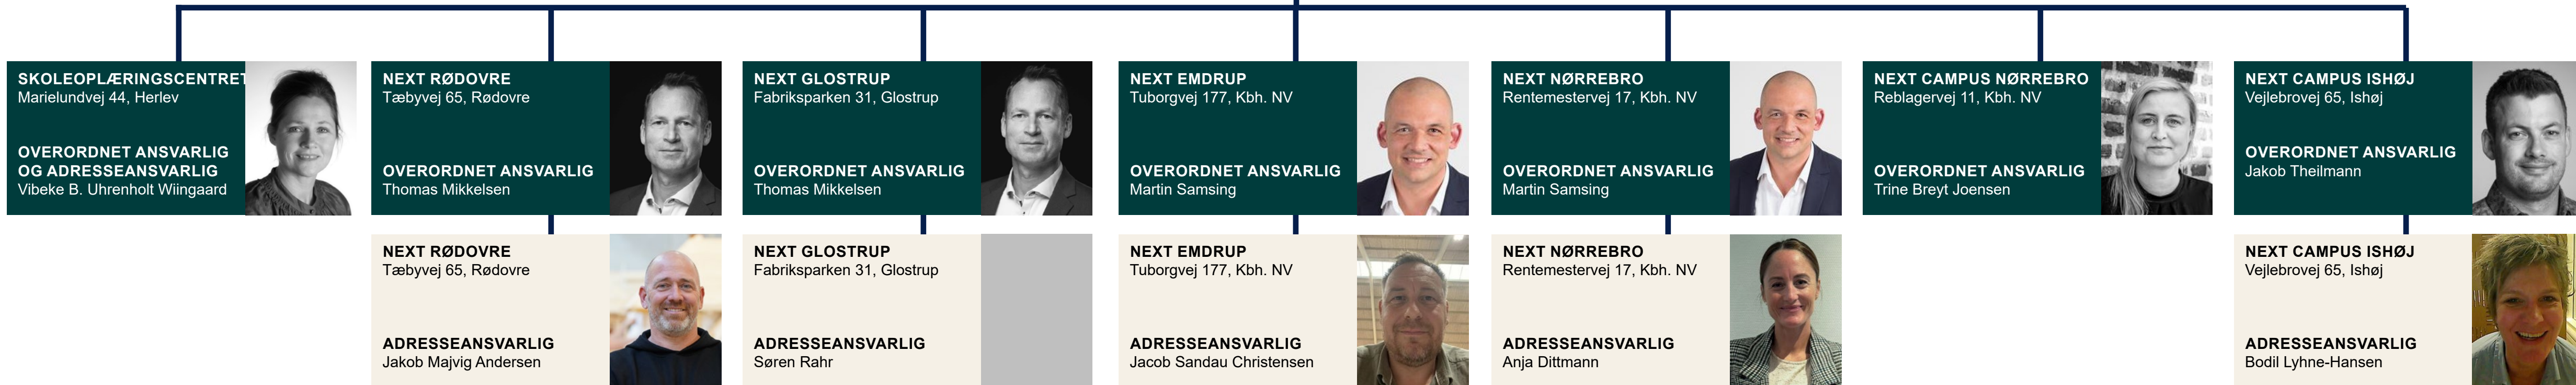 SKOLEOPLÆRINGSCENTRET
Marielundvej 44, Herlev
OVERORDNET ANSVARLIG
OG ADRESSEANSVARLIG
Vibeke B. Uhrenholt Wiingaard
NEXT RØDOVRE
Tæbyvej 65, Rødovre
OVERORDNET ANSVARLIG
Thomas Mikkelsen
NEXT GLOSTRUP
Fabriksparken 31, Glostrup
OVERORDNET ANSVARLIG
Thomas Mikkelsen
NEXT EMDRUP
Tuborgvej 177, Kbh. NV
OVERORDNET ANSVARLIG
Martin Samsing
NEXT NØRREBRO
Rentemestervej 17, Kbh. NV
OVERORDNET ANSVARLIG
Martin Samsing
NEXT CAMPUS NØRREBRO
Reblagervej 11, Kbh. NV
OVERORDNET ANSVARLIG
Trine Breyt Joensen
NEXT CAMPUS ISHØJ
Vejlebrovej 65, Ishøj
OVERORDNET ANSVARLIG
Jakob Theilmann
NEXT RØDOVRE
Tæbyvej 65, Rødovre
ADRESSEANSVARLIG
Jakob Majvig Andersen
NEXT GLOSTRUP
Fabriksparken 31, Glostrup
ADRESSEANSVARLIG
Søren Rahr
NEXT EMDRUP
Tuborgvej 177, Kbh. NV
ADRESSEANSVARLIG
Jacob Sandau Christensen
NEXT NØRREBRO
Rentemestervej 17, Kbh. NV
ADRESSEANSVARLIG
Anja Dittmann
NEXT CAMPUS ISHØJ
Vejlebrovej 65, Ishøj
ADRESSEANSVARLIG
Bodil Lyhne-Hansen